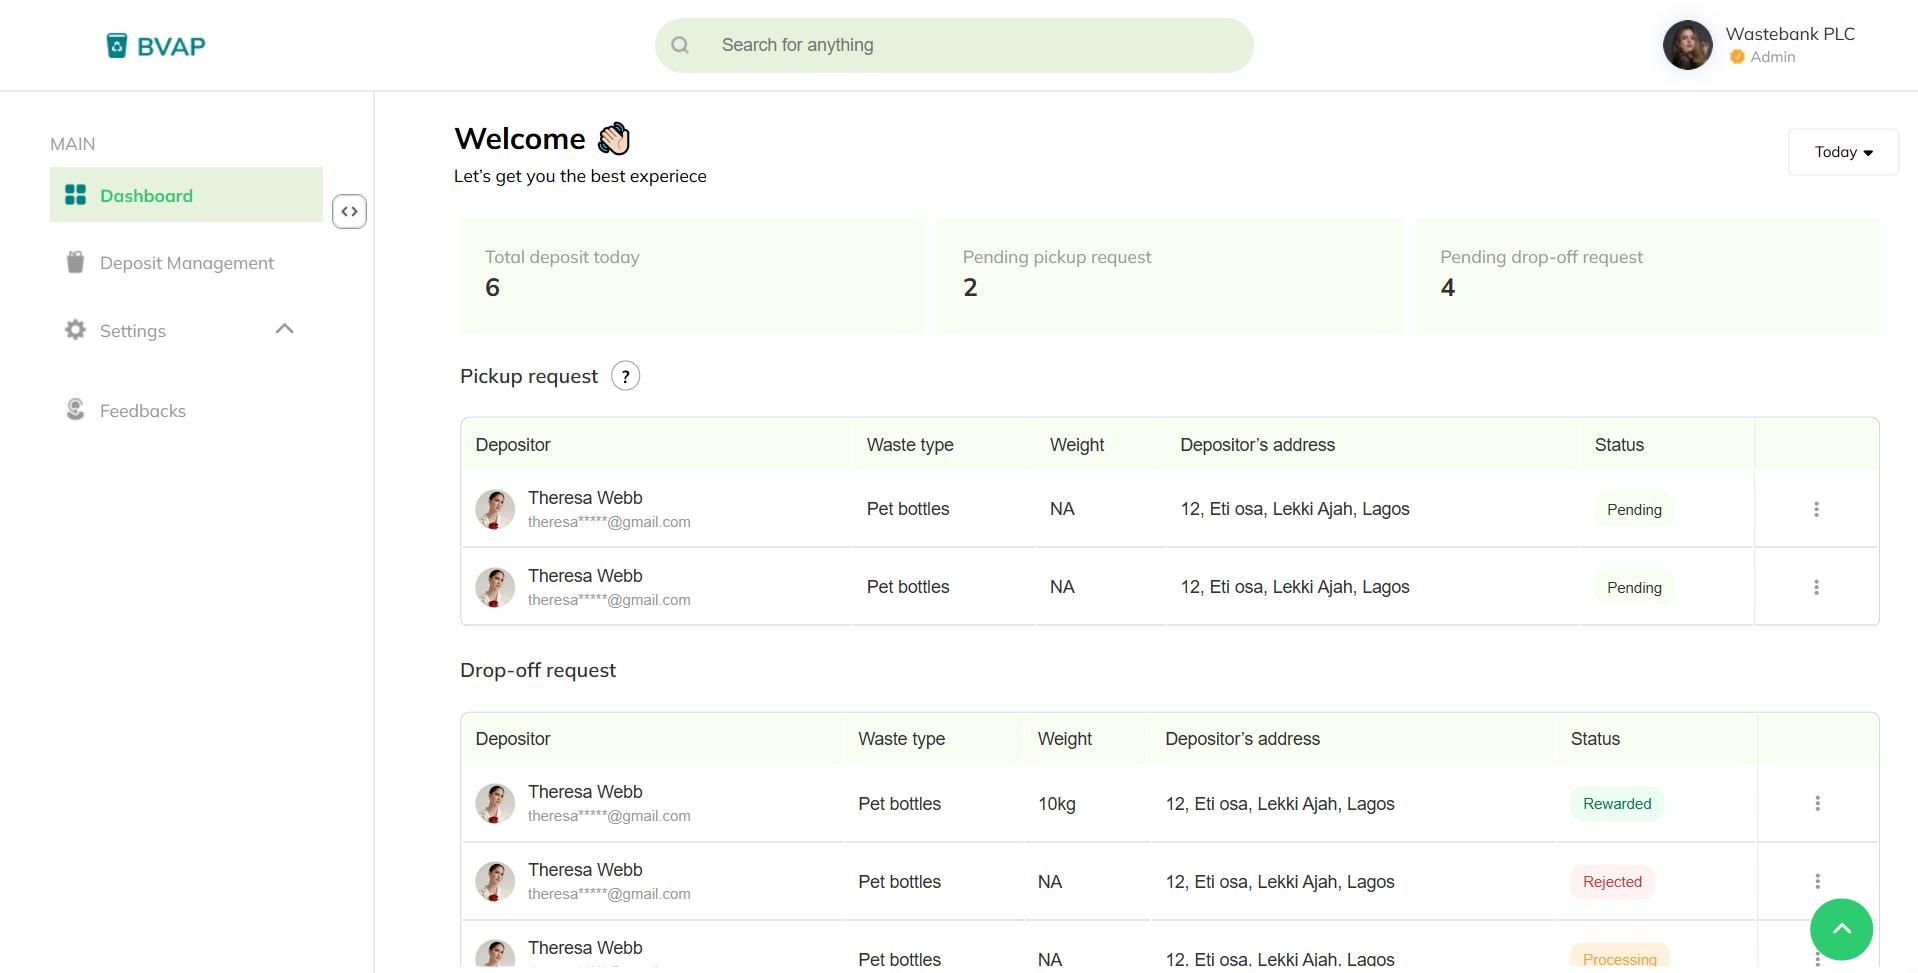 BVAP
Search for anything
Wastebank PLC
Admin
MAIN
Dashboard
Deposit Management
Settings
Feedbacks
Welcome
Let's get you the best experiece
Today
Total deposit today
6
Pending pickup request
2
Pending drop-off request
4
Pickup request ?
Depositor Waste type Weight Depositor's address Status
Theresa Webb
theresa*****@gmail.com
Pet bottles NA 12, Eti osa, Lekki Ajah, Lagos Pending
Theresa Webb
theresa*****@gmail.com
Pet bottles NA 12, Eti osa, Lekki Ajah, Lagos Pending
Drop-off request
Depositor Waste type Weight Depositor's address Status
Theresa Webb
theresa*****@gmail.com
Pet bottles 10kg 12, Eti osa, Lekki Ajah, Lagos Rewarded
Theresa Webb
theresa*****@gmail.com
Pet bottles NA 12, Eti osa, Lekki Ajah, Lagos Rejected
Theresa Webb
Pet bottles NA 12, Eti osa, Lekki Ajah, Lagos Processing